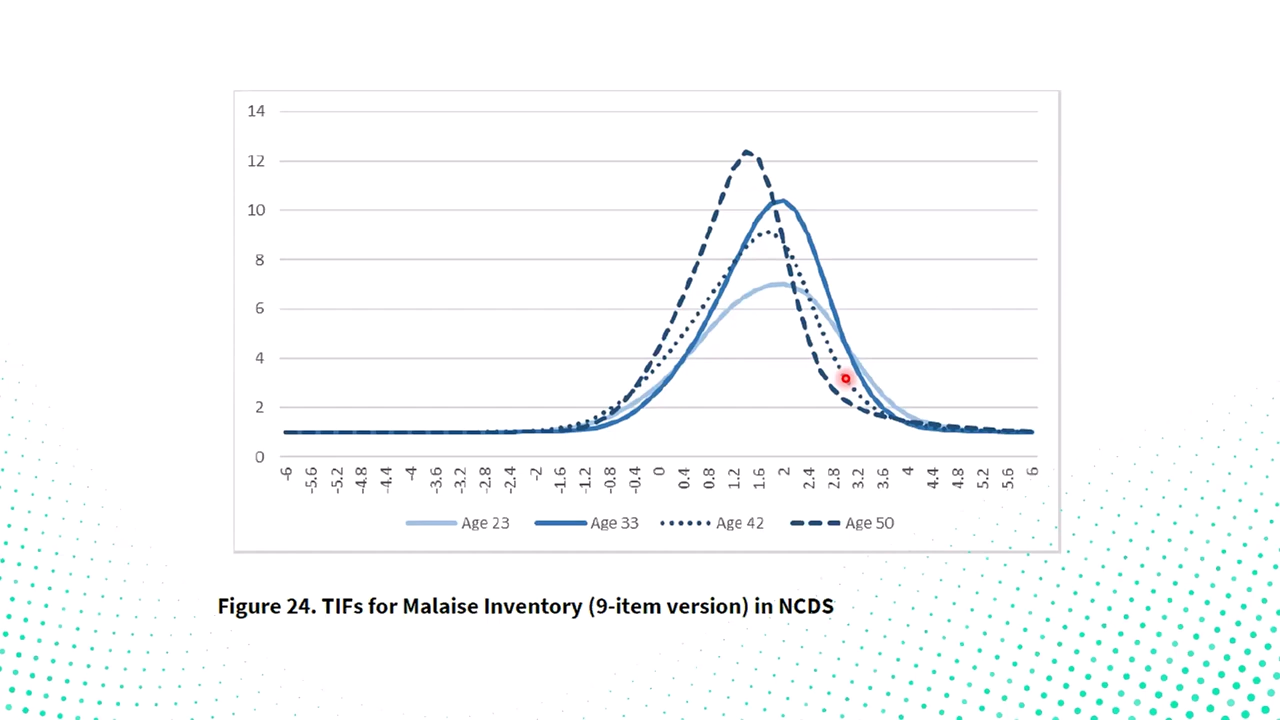 14
12
10
8
6
4
2
0
-6 -5.6 -5.2 -4.8 -4.4 -4 -3.6 -3.2 -2.8 -2.4 -2 -1.6 -1.2 -0.8 -0.4 0 0.4 0.8 1.2 1.6 2 2.4 2.8 3.2 3.6 4 4.4 4.8 5.2 5.6 6
Age 23 Age 33 Age 42 Age 50
Figure 24. TIFs for Malaise Inventory (9-item version) in NCDS